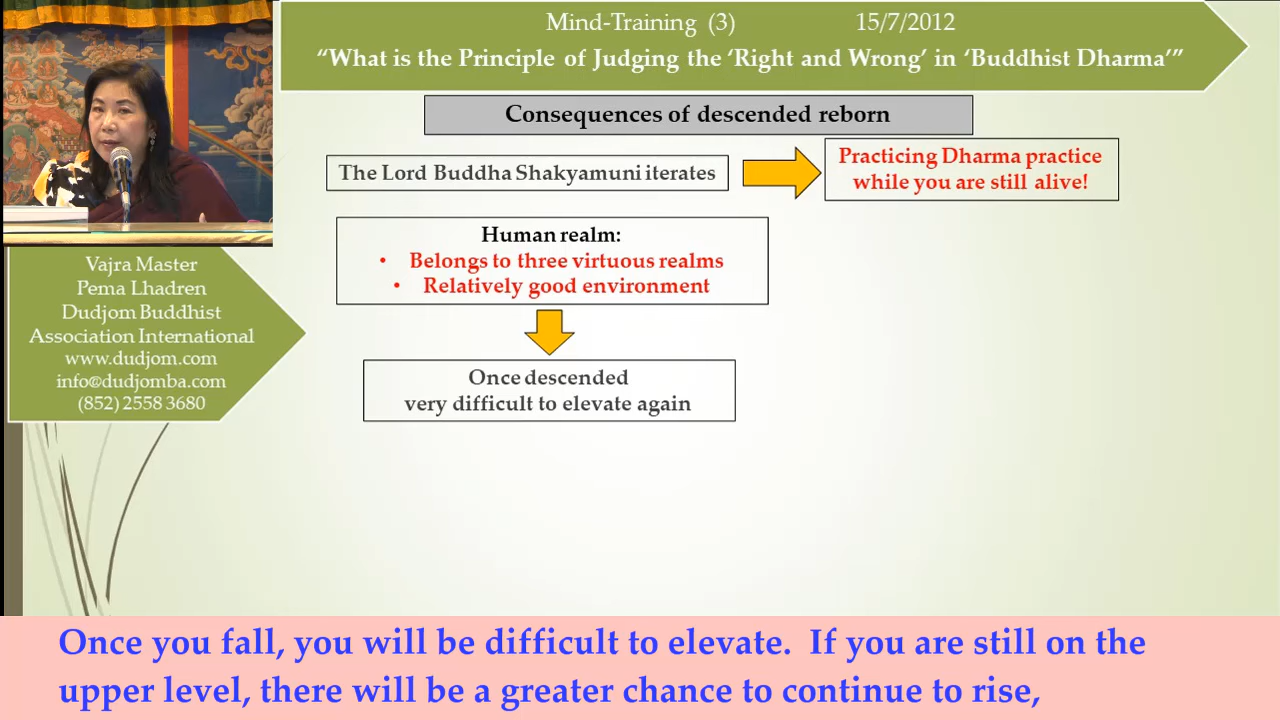 Mind-Training (3) 15/7/2012
“What is the Principle of Judging the ‘Right and Wrong’ in ‘Buddhist Dharma’”
Consequences of descended reborn
The Lord Buddha Shakyamuni iterates
Practicing Dharma practice
while you are still alive!
Human realm:
• Belongs to three virtuous realms
• Relatively good environment
Once descended
very difficult to elevate again
Vajra Master
Pema Lhadren
Dudjom Buddhist
Association International
www.dudjom.com
info@dudjomba.com
(852) 2558 3680
Once you fall, you will be difficult to elevate.  If you are still on the
upper level, there will be a greater chance to continue to rise,